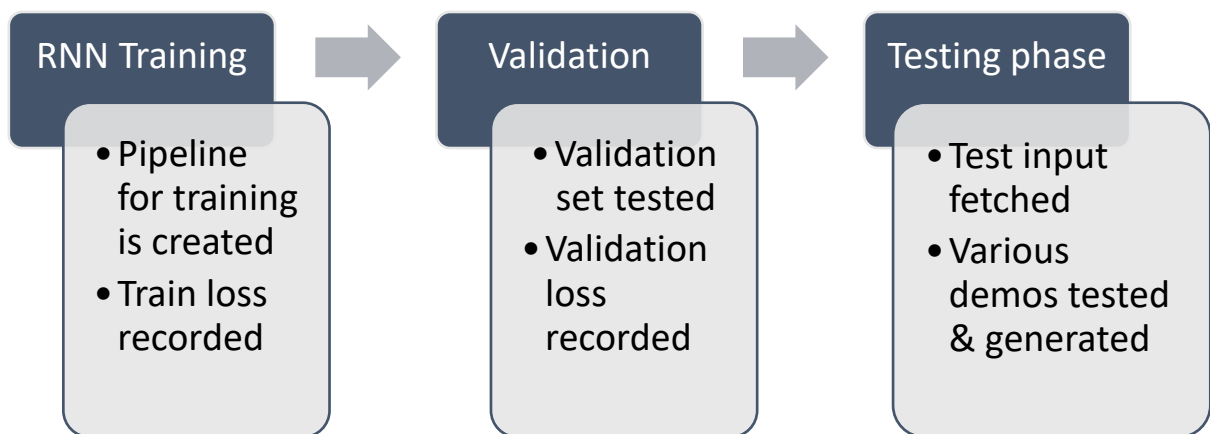 RNN Training
• Pipeline
for training
is created
• Train loss
recorded
Validation
• Validation
set tested
• Validation
loss
recorded
Testing phase
• Test input
fetched
• Various
demos tested
& generated